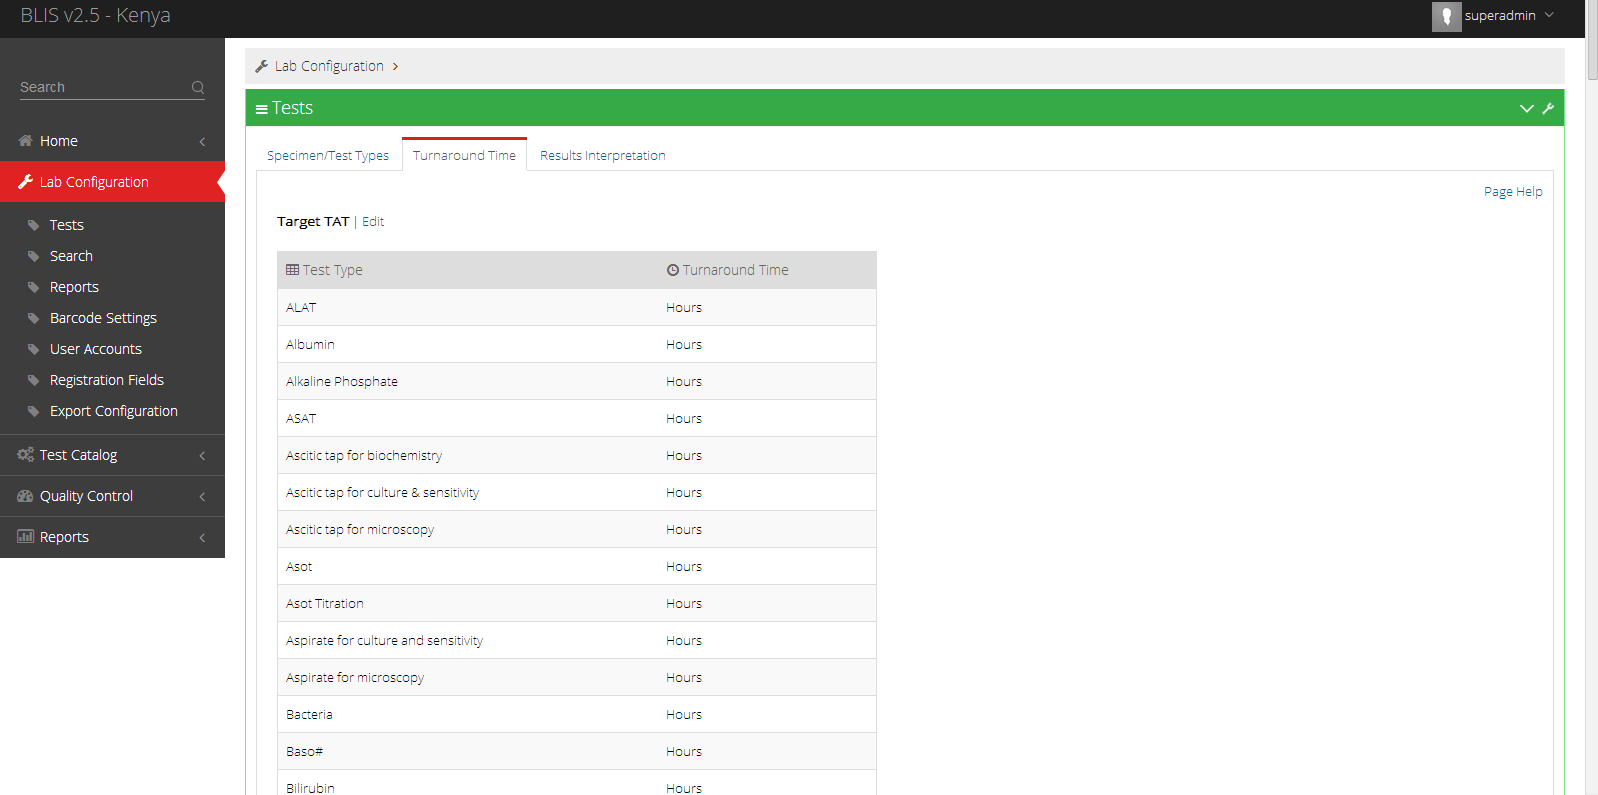 BLIS v2.5 - Kenya
superadmin
Search
Home
Lab Configuration
Tests
Search
Reports
Barcode Settings
User Accounts
Registration Fields
Export Configuration
Test Catalog
Quality Control
Reports
Lab Configuration
Tests
Specimen/Test Types Turnaround Time Results Interpretation
Page Help
Target TAT | Edit
Test Type Turnaround Time
ALAT Hours
Albumin Hours
Alkaline Phosphate Hours
ASAT Hours
Ascitic tap for biochemistry Hours
Ascitic tap for culture & sensitivity Hours
Ascitic tap for microscopy Hours
Asot Hours
Asot Titration Hours
Aspirate for culture and sensitivity Hours
Aspirate for microscopy Hours
Bacteria Hours
Baso# Hours
Bilirubin Hours